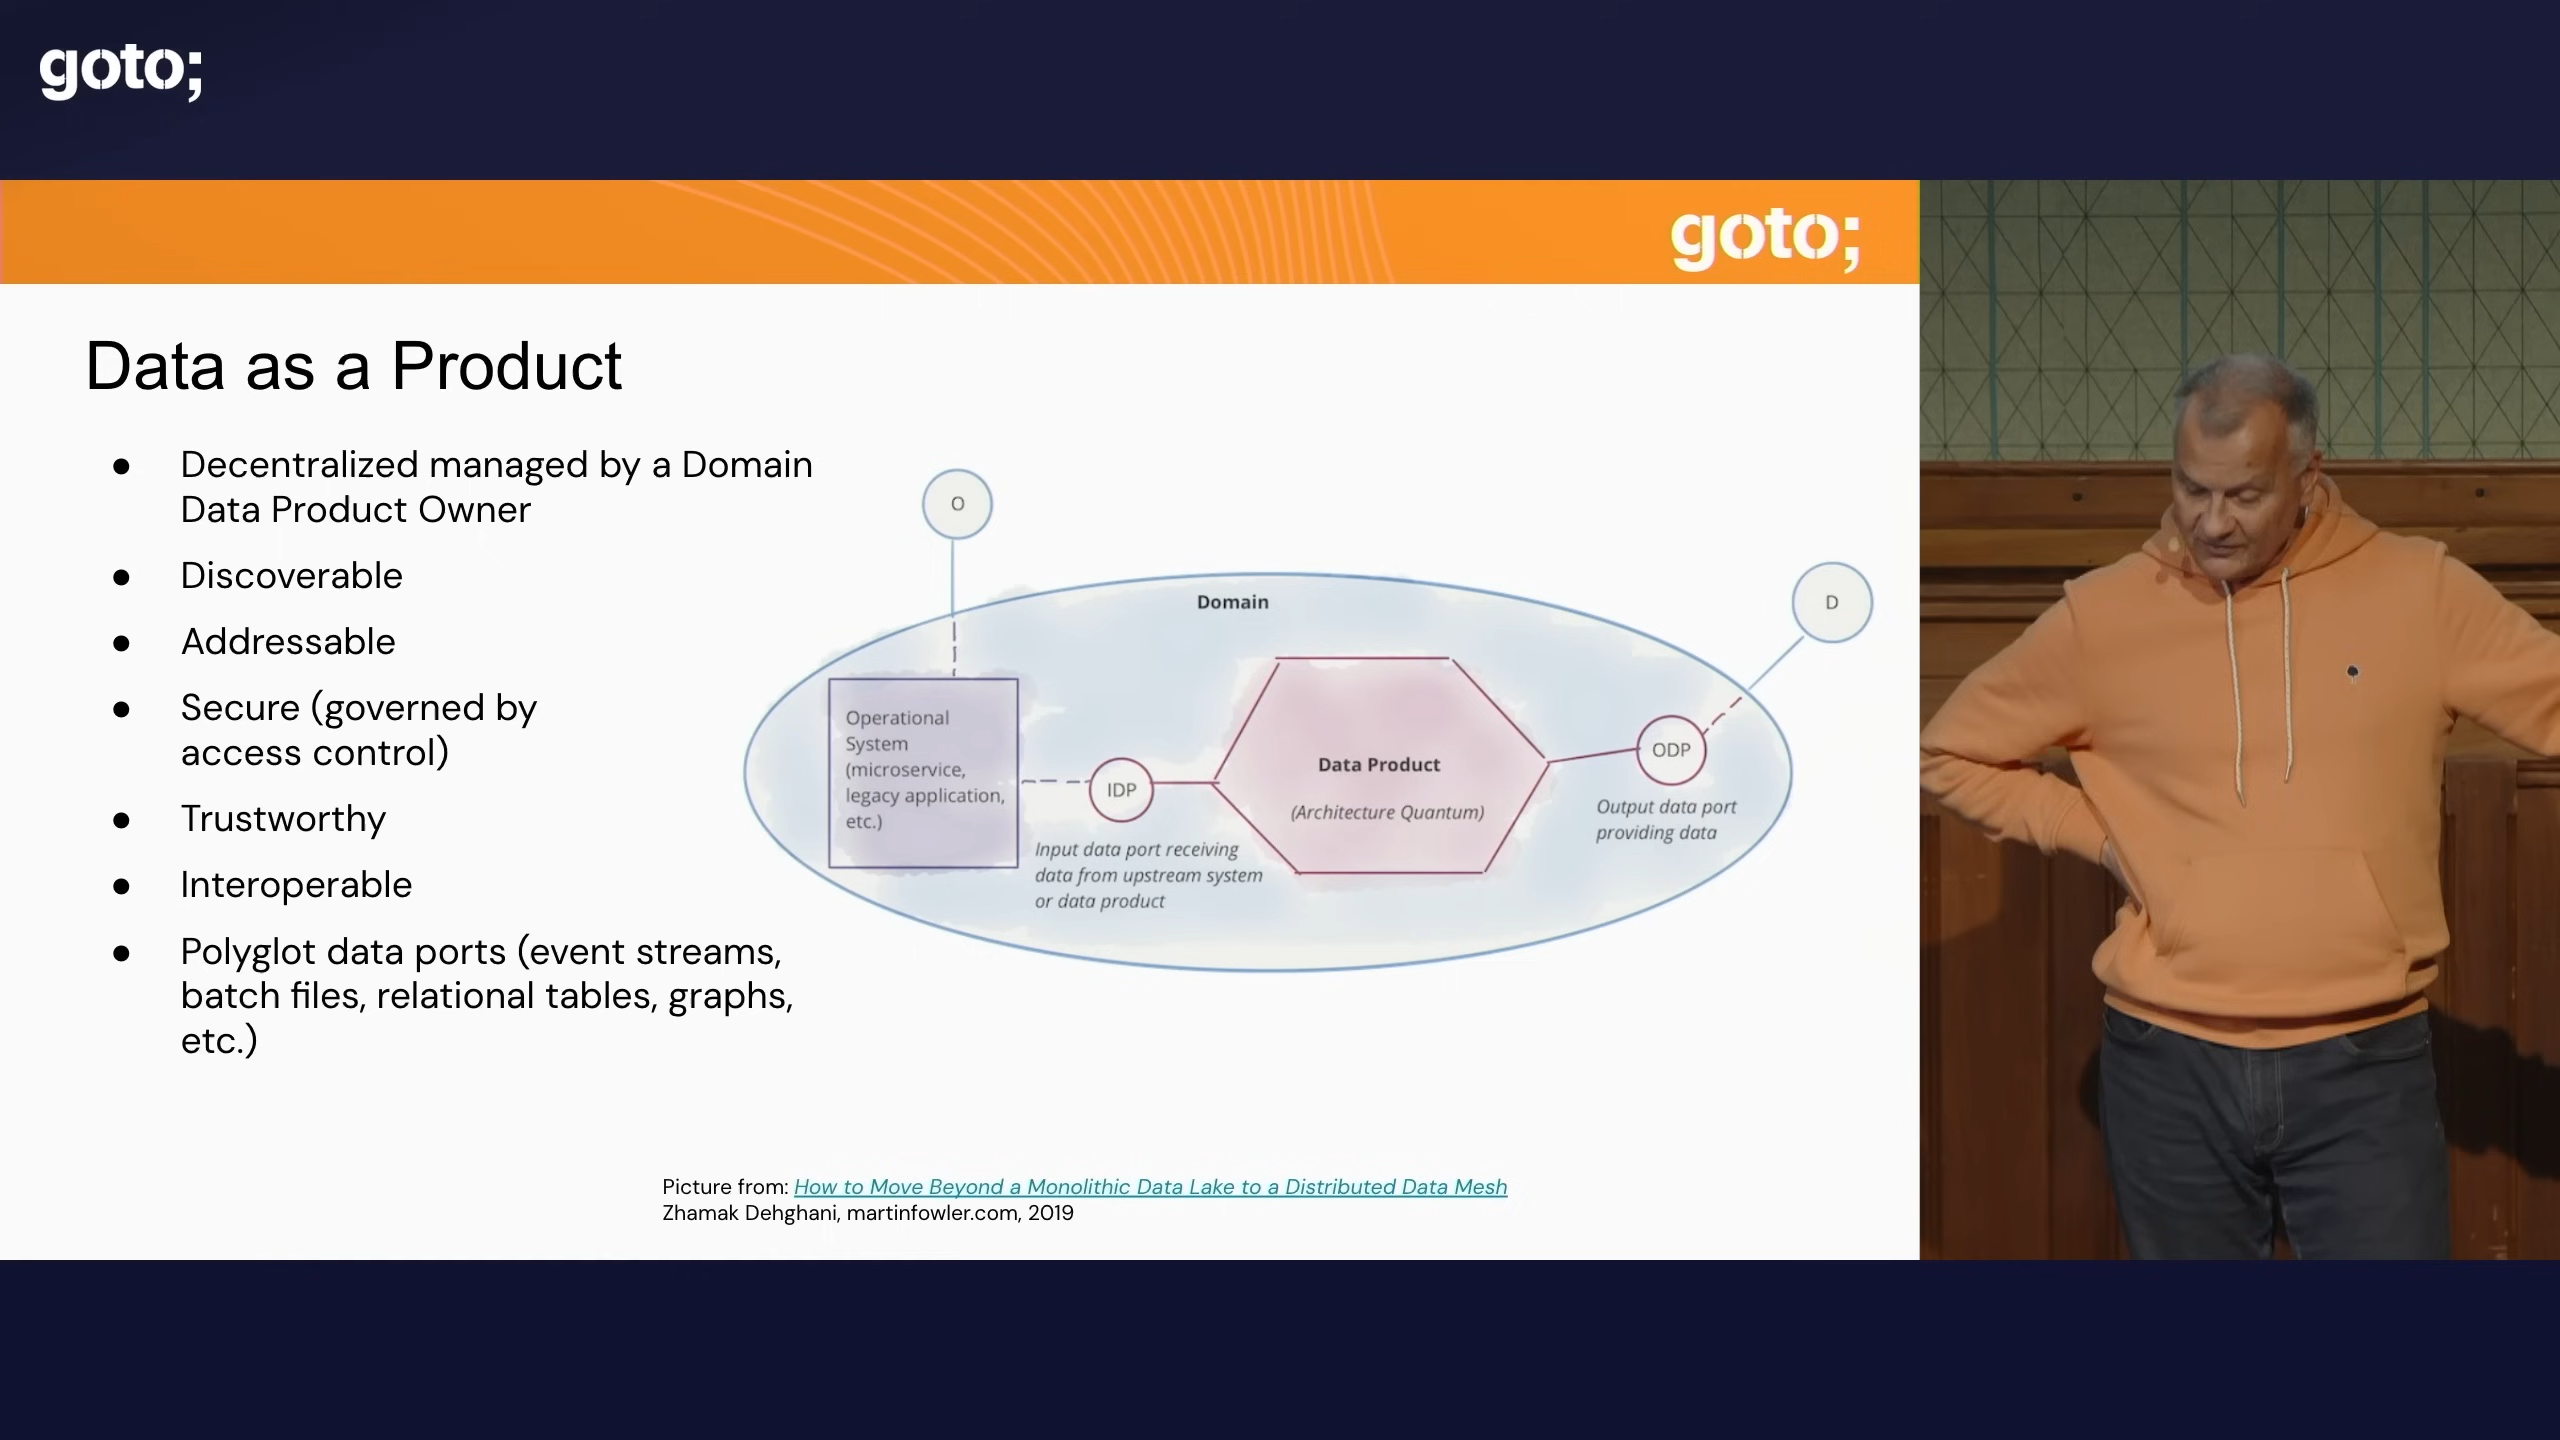 goto;
goto;
Data as a Product
● Decentralized managed by a Domain
Data Product Owner
● Discoverable
● Addressable
● Secure (governed by
access control)
● Trustworthy
● Interoperable
● Polyglot data ports (event streams,
batch files, relational tables, graphs,
etc.)
O
Domain
D
Operational
System
(microservice,
legacy application,
etc.)
IDP
Input data port receiving
data from upstream system
or data product
Data Product
(Architecture Quantum)
ODP
Output data port
providing data
Picture from: How to Move Beyond a Monolithic Data Lake to a Distributed Data Mesh
Zhamak Dehghani, martinfowler.com, 2019